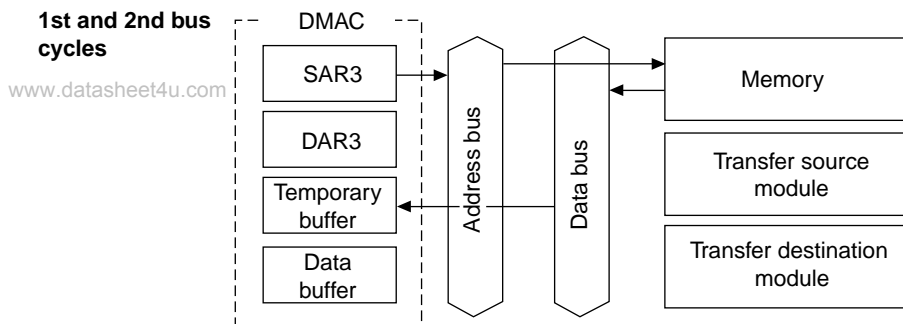 1st and 2nd bus
cycles
www.datasheet4u.com
DMAC
SAR3
DAR3
Temporary
buffer
Data
buffer
Address bus
Data bus
Memory
Transfer source
module
Transfer destination
module